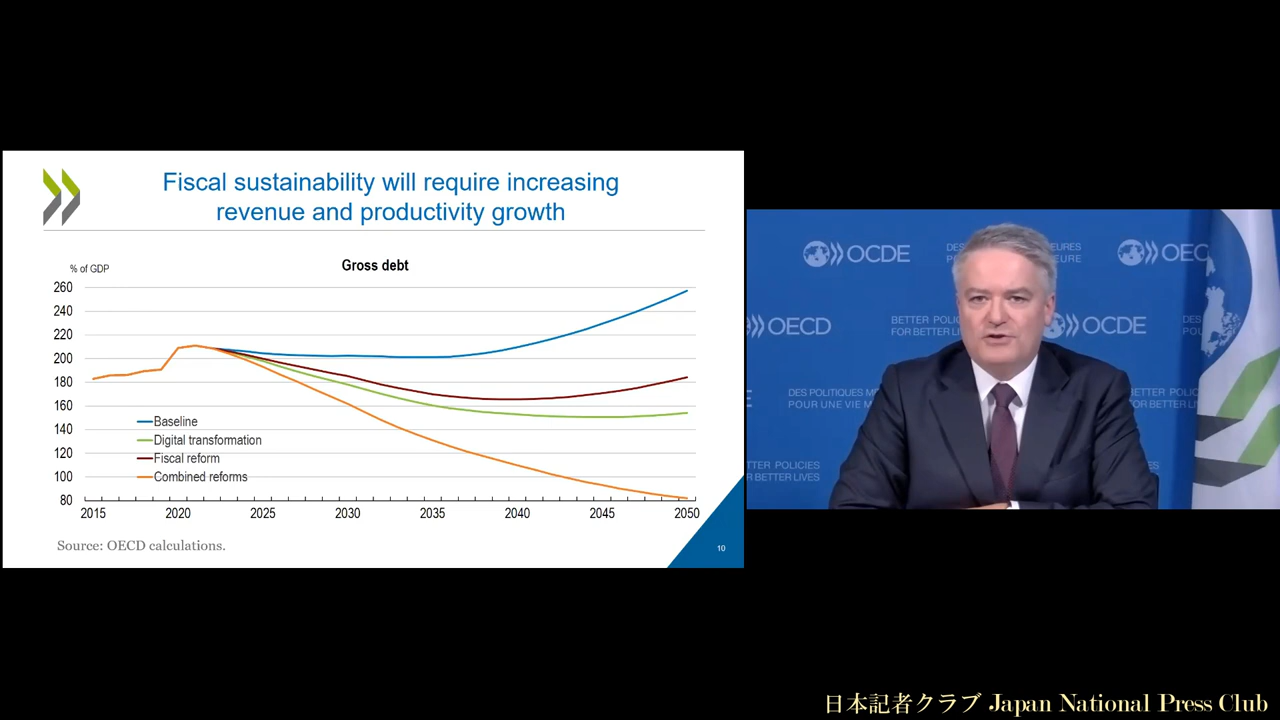 Fiscal sustainability will require increasing
revenue and productivity growth
% of GDP
Gross debt
260
240
220
200
180
160
140
120
100
80
Baseline
Digital transformation
Fiscal reform
Combined reforms
2015 2020 2025 2030 2035 2040 2045 2050
Source: OECD calculations.
10
OCDE
OECD
BETTER
FOR BETTER
OCDE
DES POLITIQUES
POUR UNE VIE
POLICIES
BETTER LIVES
日本記者クラブ Japan National Press Club